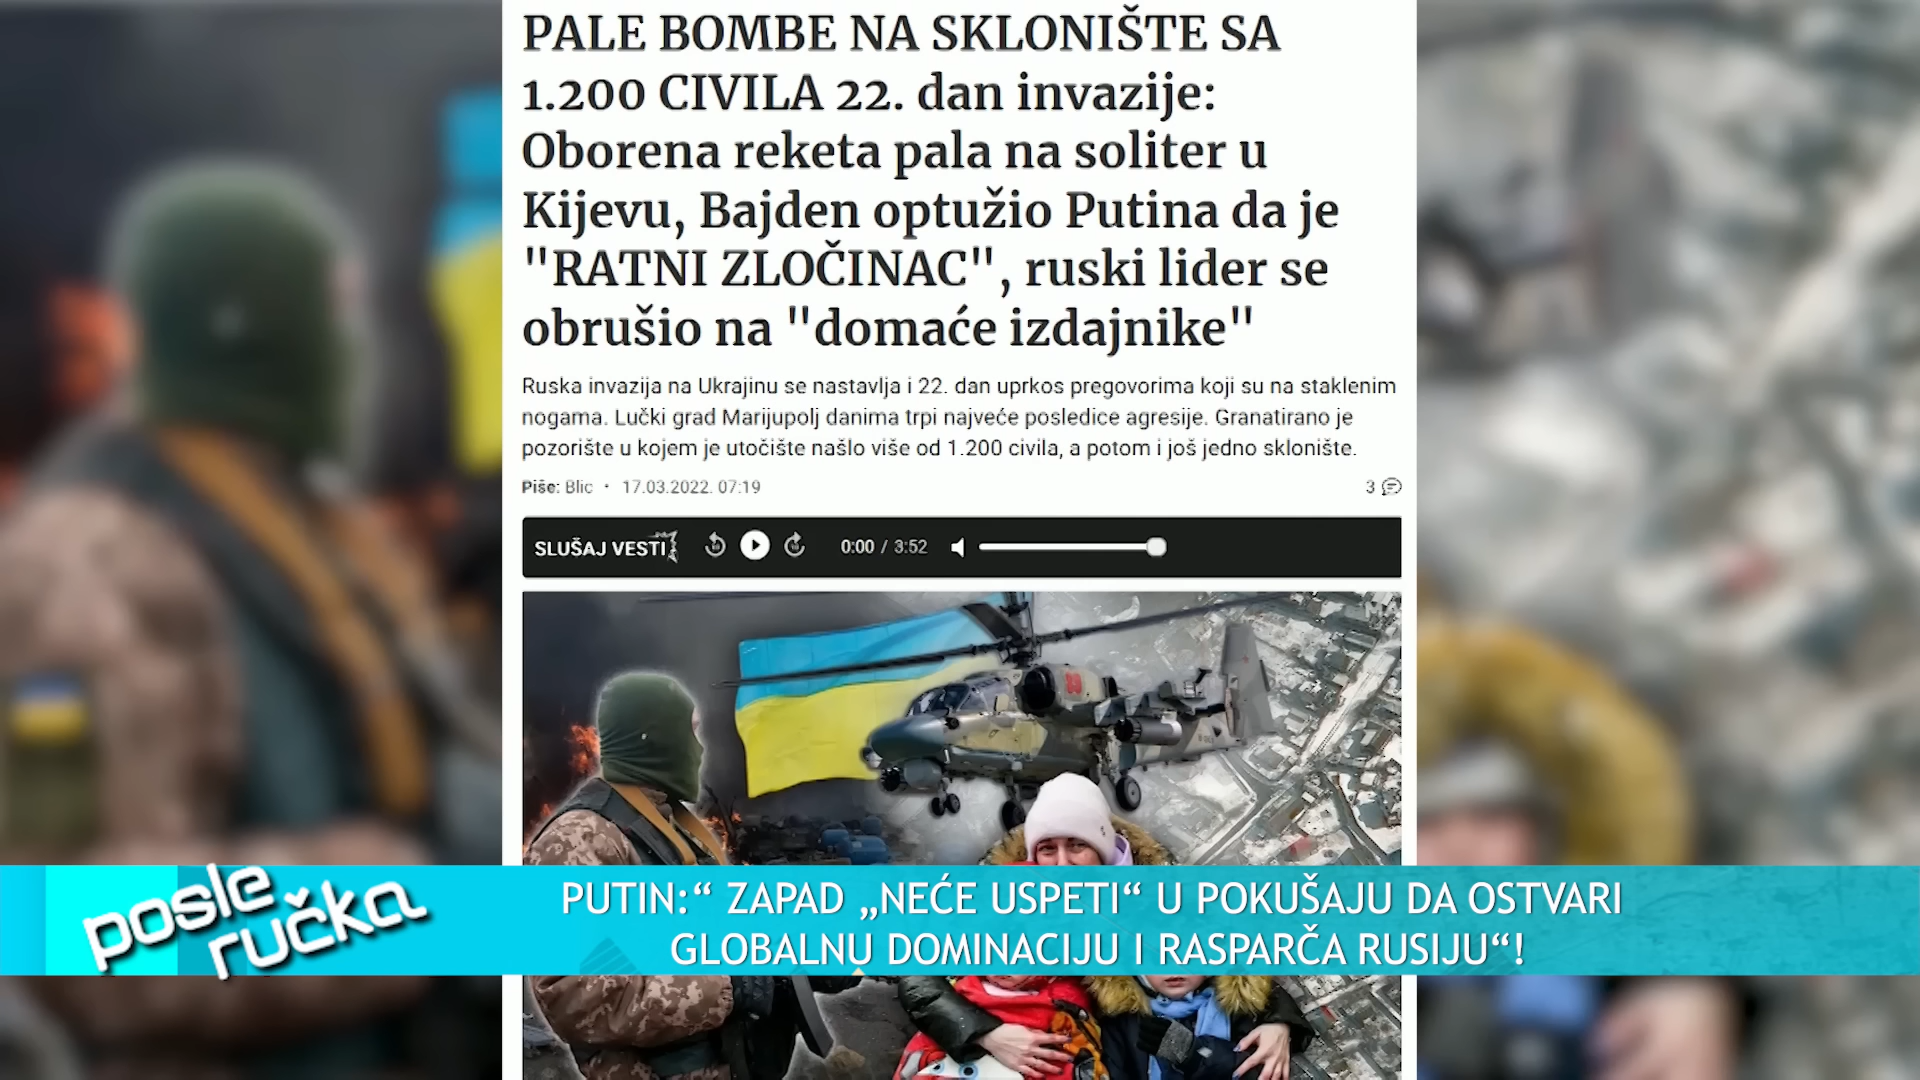 PALE BOMBE NA SKLONIŠTE SA
1.200 CIVILA 22. dan invazije:
Oborena reketa pala na soliter u
Kijevu, Bajden optužio Putina da je
"RATNI ZLOČINAC", ruski lider se
obrušio na "domaće izdajnike"
Ruska invazija na Ukrajinu se nastavlja i 22. dan uprkos pregovorima koji su na staklenim
nogama. Lučki grad Marijupolj danima trpi najveće posledice agresije. Granatirano je
pozorište u kojem je utočište našlo više od 1.200 civila, a potom i još jedno sklonište.
Piše: Blic • 17.03.2022. 07:19
3
SLUŠAJ VESTI
0:00 / 3:52
posle
ručka
PUTIN:“ ZAPAD „NEĆE USPETI“ U POKUŠAJU DA OSTVARI
GLOBALNU DOMINACIJU I RASPARČA RUSIJU“!